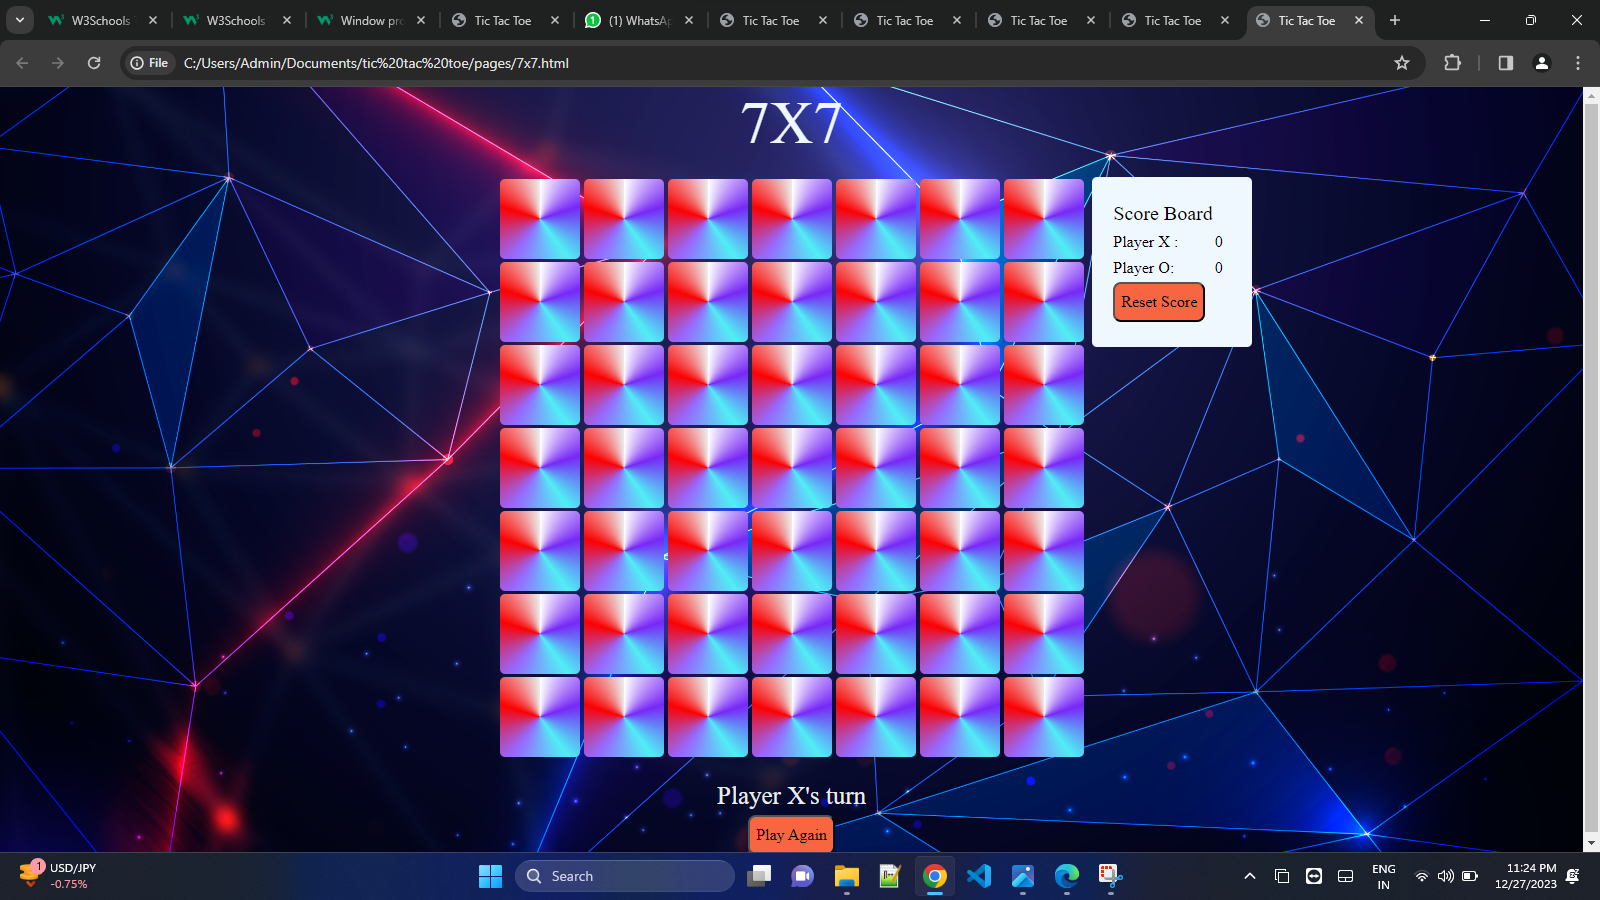 W3Schools
W3Schools
Window pr
Tic Tac Toe
(1) WhatsA
Tic Tac Toe
Tic Tac Toe
Tic Tac Toe
Tic Tac Toe
Tic Tac Toe
File
C:/Users/Admin/Documents/tic%20tac%20toe/pages/7x7.html
7X7
Score Board
Player X : 0
Player O: 0
Reset Score
Player X's turn
Play Again
1
USD/JPY
-0.75%
Search
ENG
IN
11:24 PM
12/27/2023